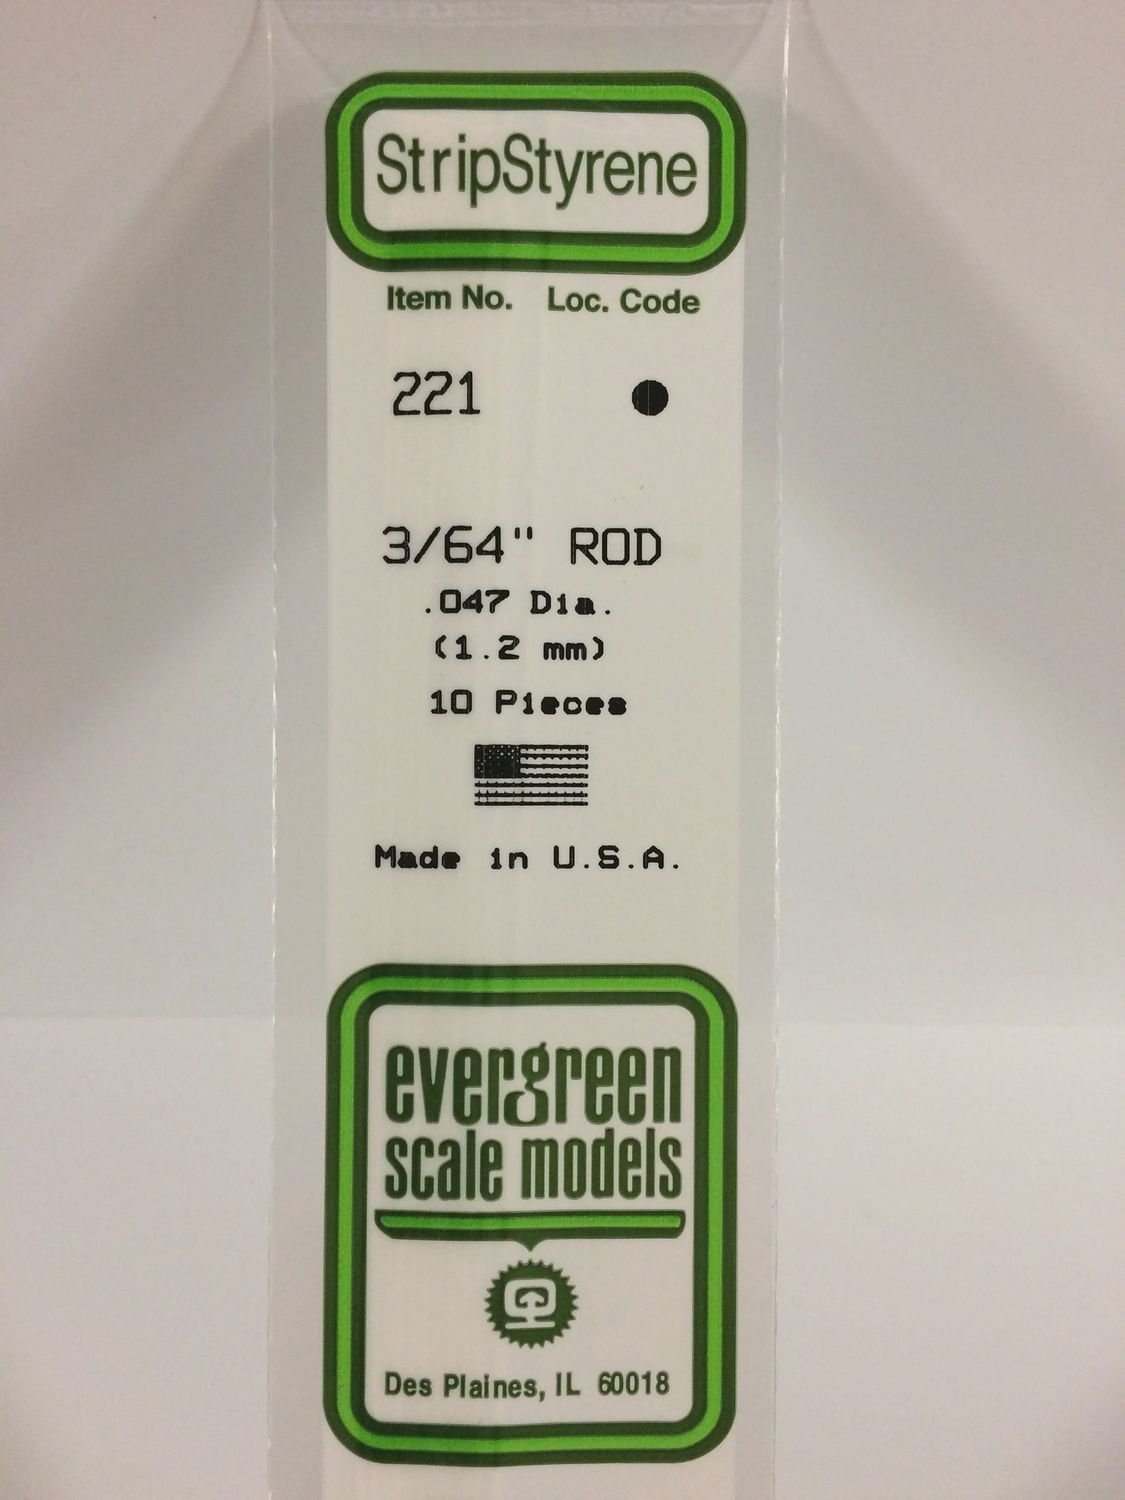 StripStyrene
Item No. Loc. Code
221
3/64" ROD
.047 Dia.
(1.2 mm)
10 Pieces
Made in U.S.A.
evergreen
scale models
Des Plaines, IL 60018